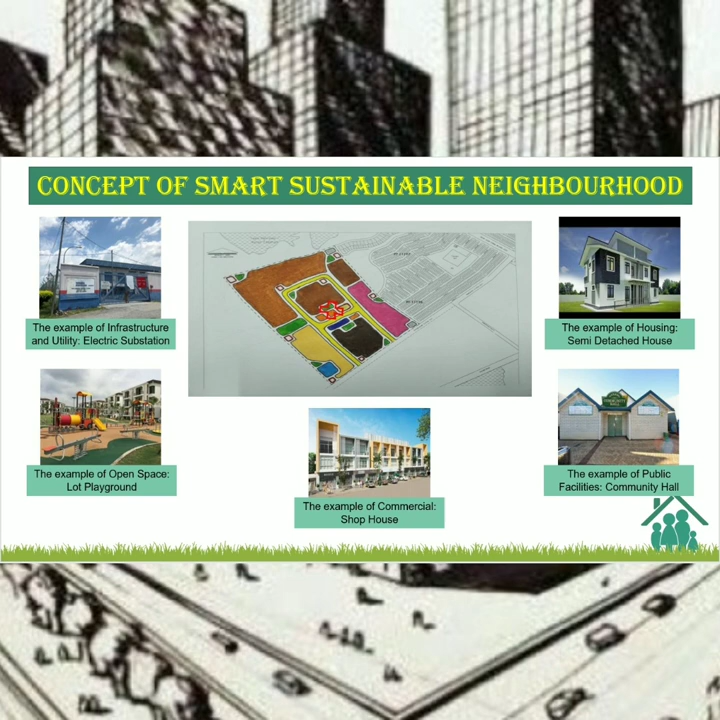 CONCEPT OF SMART SUSTAINABLE NEIGHBOURHOOD
The example of Infrastructure
and Utility: Electric Substation
The example of Housing:
Semi Detached House
The example of Open Space:
Lot Playground
The example of Commercial:
Shop House
COMMUNITY
HALL
The example of Public
Facilities: Community Hall